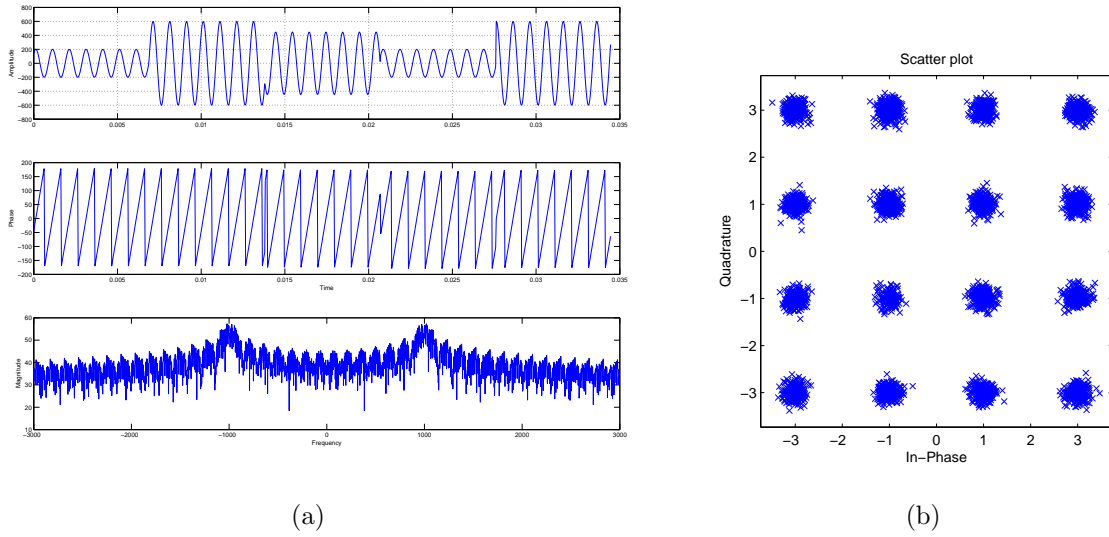 800
600
400
200
0
−200
−400
−600
−800
Amplitude
0 0.005 0.01 0.015 0.02 0.025 0.03 0.035
200
150
100
50
0
−50
−100
−150
−200
Phase
0 0.005 0.01 0.015 0.02 0.025 0.03 0.035
Time
60
50
40
30
20
10
Magnitude
−3000 −2000 −1000 0 1000 2000 3000
Frequency
(a)
Scatter plot
3
2
1
0
−1
−2
−3
Quadrature
−3 −2 −1 0 1 2 3
In−Phase
(b)